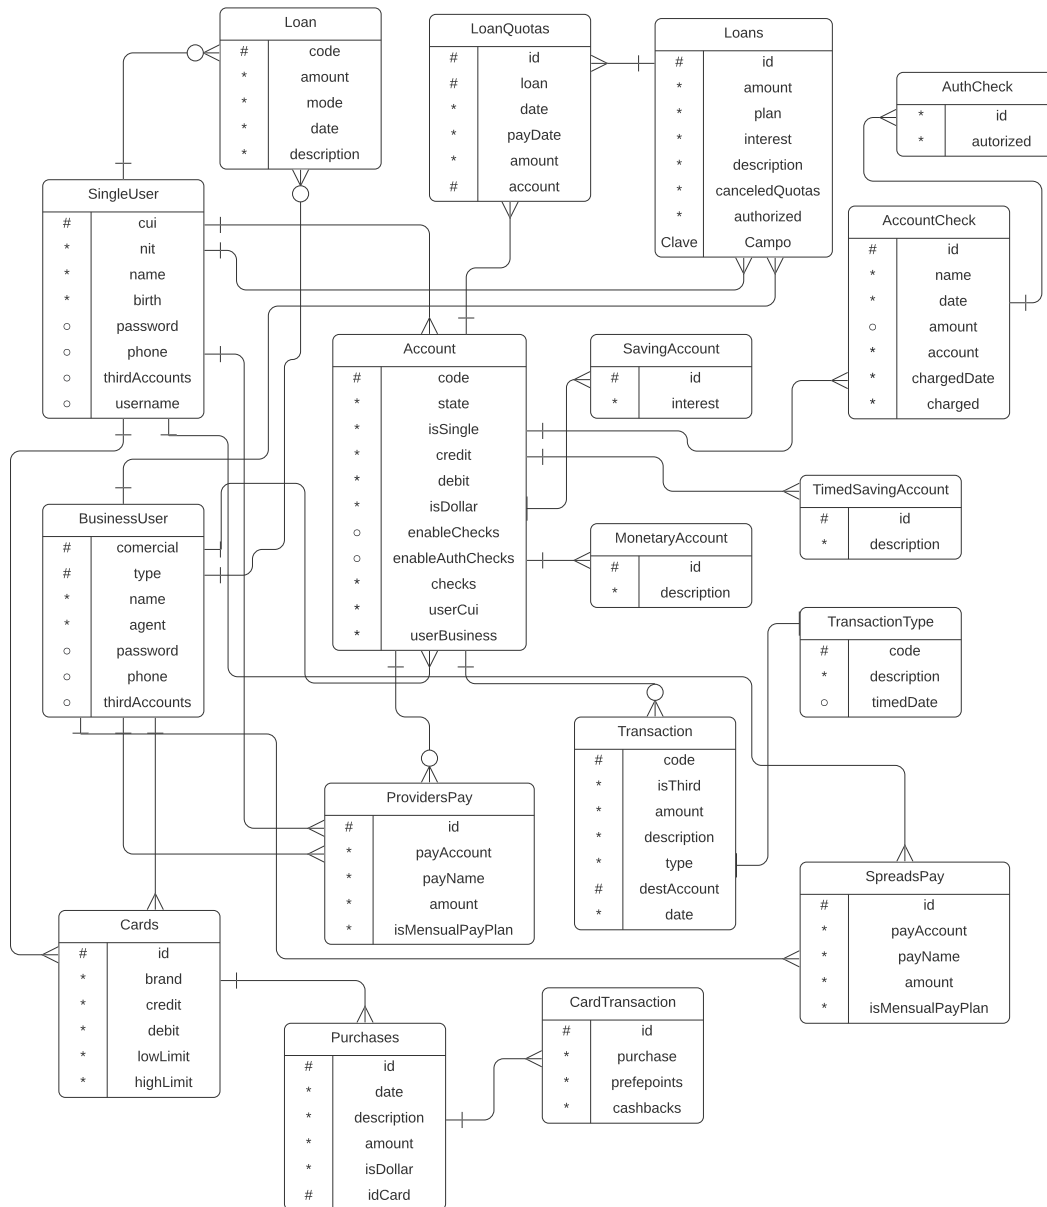 Loan
# code
* amount
* mode
* date
* description
LoanQuotas
# id
# loan
* date
* payDate
* amount
# account
Loans
# id
* amount
* plan
* interest
* description
* canceledQuotas
* authorized
Clave Campo
AuthCheck
* id
* autorized
SingleUser
# cui
* nit
* name
* birth
○ password
○ phone
○ thirdAccounts
○ username
AccountCheck
# id
* name
* date
○ amount
* account
* chargedDate
* charged
Account
# code
* state
* isSingle
* credit
* debit
* isDollar
○ enableChecks
○ enableAuthChecks
* checks
* userCui
* userBusiness
SavingAccount
# id
* interest
TimedSavingAccount
# id
* description
BusinessUser
# comercial
# type
* name
* agent
○ password
○ phone
○ thirdAccounts
MonetaryAccount
# id
* description
TransactionType
# code
* description
○ timedDate
Transaction
# code
* isThird
* amount
* description
* type
# destAccount
* date
ProvidersPay
# id
* payAccount
* payName
* amount
* isMensualPayPlan
SpreadsPay
# id
* payAccount
* payName
* amount
* isMensualPayPlan
Cards
# id
* brand
* credit
* debit
* lowLimit
* highLimit
CardTransaction
# id
* purchase
* prefepoints
* cashbacks
Purchases
# id
* date
* description
* amount
* isDollar
# idCard